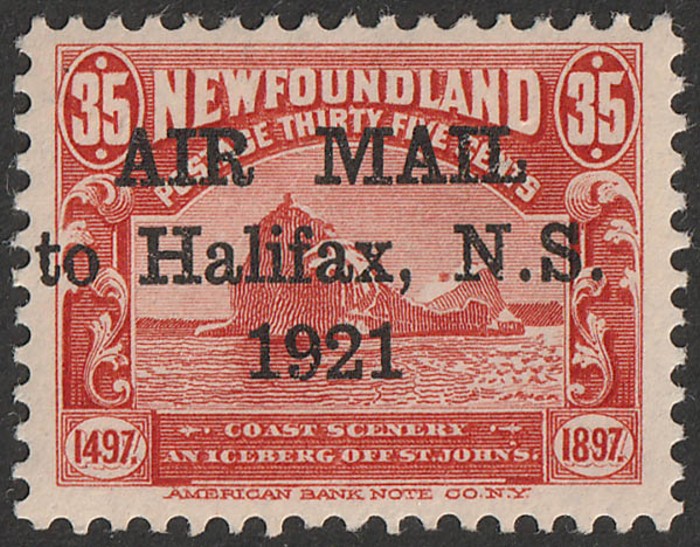 35 NEWFOUNDLAND 35
POSTAGE THIRTY FIVE CENTS
AIR MAIL
to Halifax, N.S.
1921
1497. COAST SCENERY 1897.
AN ICEBERG OFF ST. JOHN'S.
AMERICAN BANK NOTE CO. N.Y.